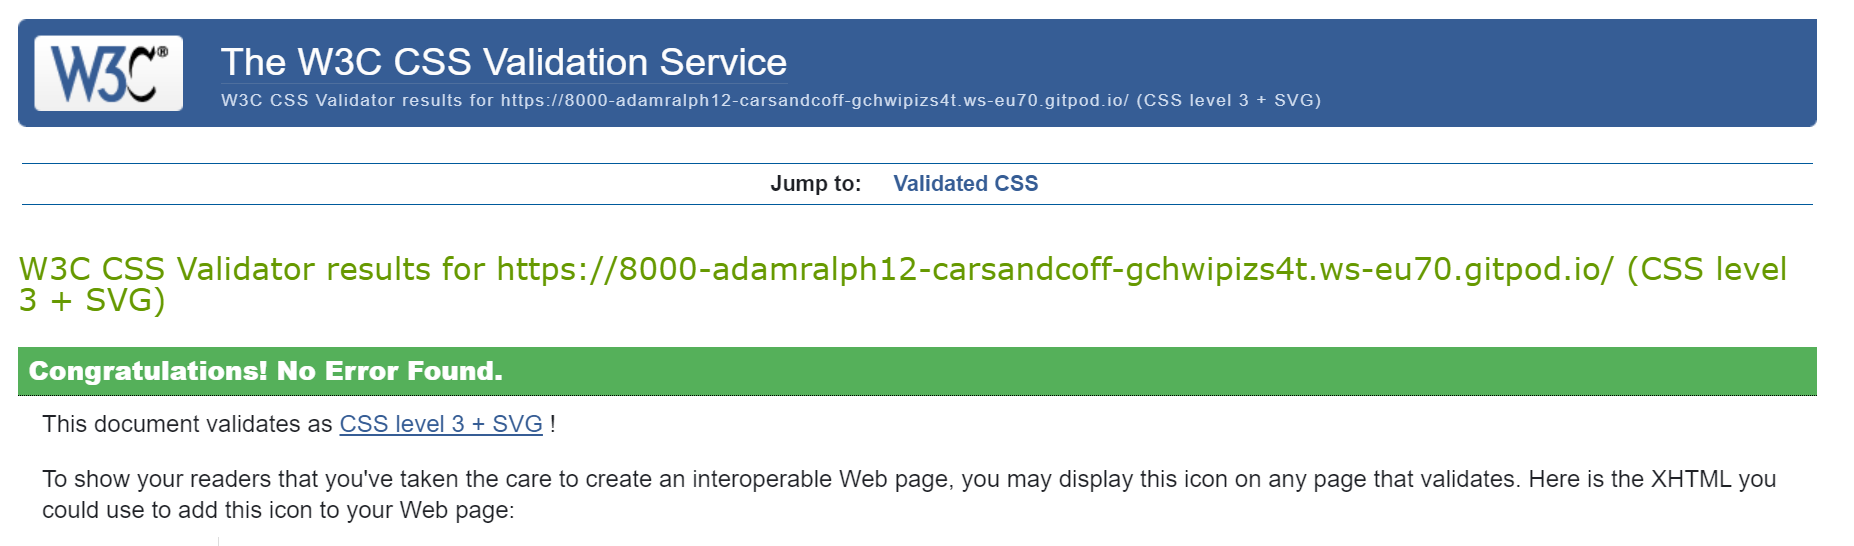 W3C®
The W3C CSS Validation Service
W3C CSS Validator results for https://8000-adamralph12-carsandcoff-gchwipizs4t.ws-eu70.gitpod.io/ (CSS level 3 + SVG)
Jump to: Validated CSS
W3C CSS Validator results for https://8000-adamralph12-carsandcoff-gchwipizs4t.ws-eu70.gitpod.io/ (CSS level
3 + SVG)
Congratulations! No Error Found.
This document validates as CSS level 3 + SVG !
To show your readers that you've taken the care to create an interoperable Web page, you may display this icon on any page that validates. Here is the XHTML you
could use to add this icon to your Web page: